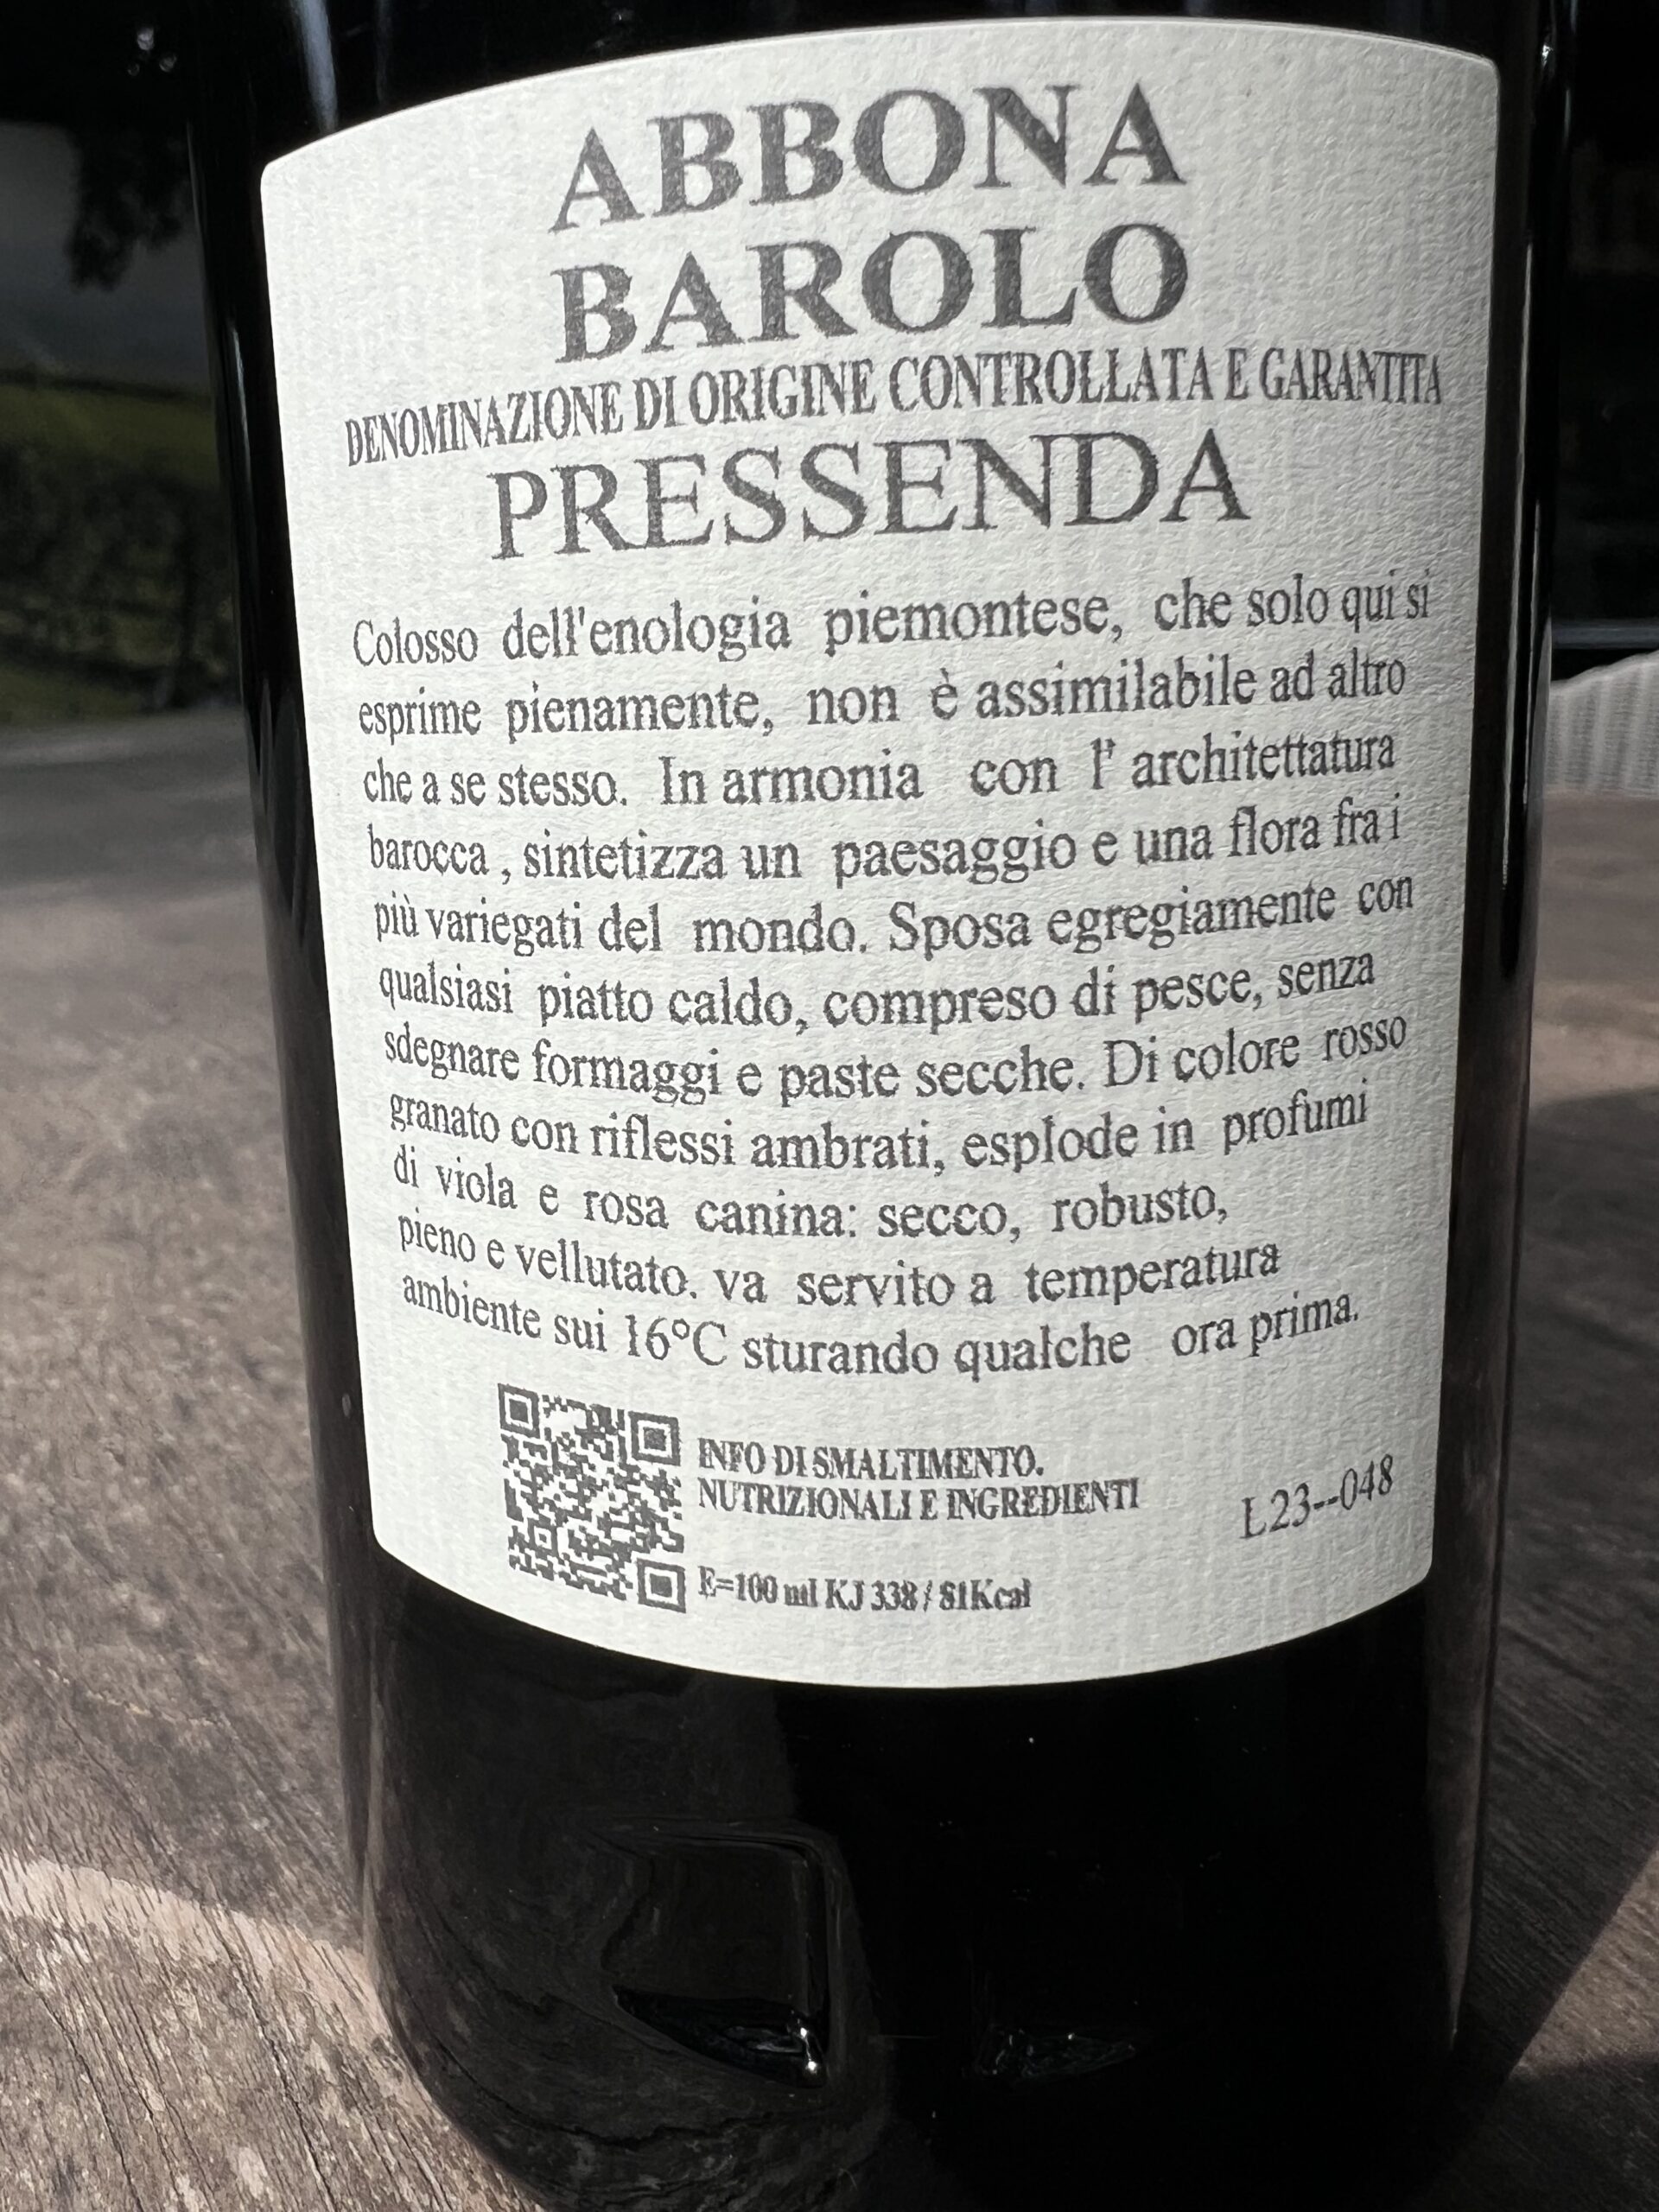 ABBONA
BAROLO
DENOMINAZIONE DI ORIGINE CONTROLLATA E GARANTITA
PRESSENDA
Colosso dell'enologia piemontese, che solo qui si
esprime pienamente, non è assimilabile ad altro
che a se stesso. In armonia con l' architettatura
barocca , sintetizza un paesaggio e una flora fra i
più variegati del mondo. Sposa egregiamente con
qualsiasi piatto caldo, compreso di pesce, senza
sdegnare formaggi e paste secche. Di colore rosso
granato con riflessi ambrati, esplode in profumi
di viola e rosa canina: secco, robusto,
pieno e vellutato. va servito a temperatura
ambiente sui 16°C sturando qualche ora prima.
INFO DI SMALTIMENTO.
NUTRIZIONALI E INGREDIENTI
L23--048
E=100 ml KJ 338 / 81Kcal